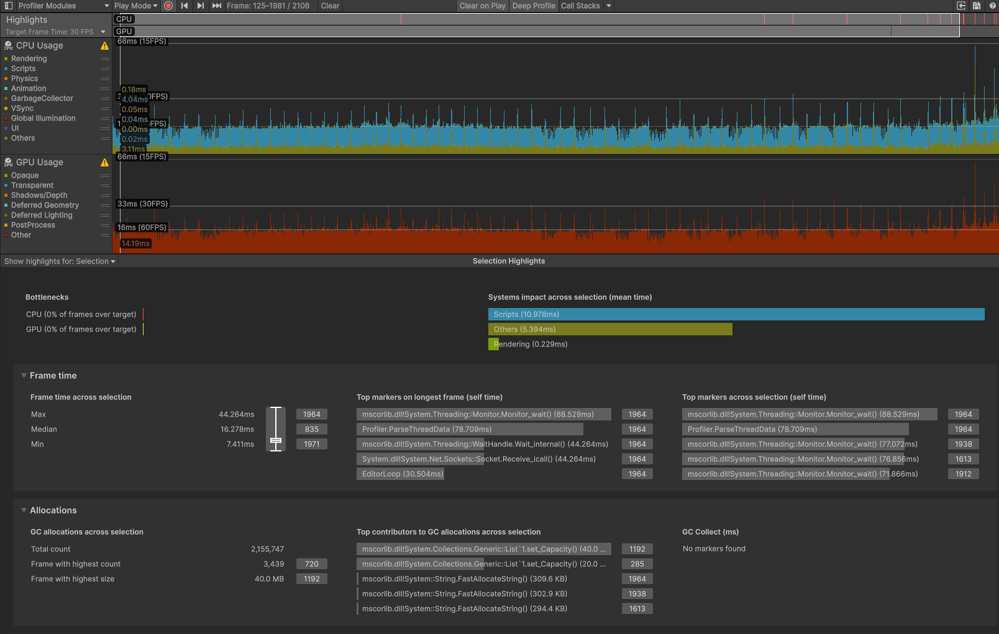 Profiler Modules Play Mode Frame: 125–1981 / 2108 Clear Clear on Play Deep Profile Call Stacks
Highlights
Target Frame Time: 30 FPS
CPU
GPU
CPU Usage
Rendering
Scripts
Physics
Animation
GarbageCollector
VSync
Global Illumination
UI
Others
66ms (15FPS)
0.18ms
4.04ms
0.05ms
0.04ms
0.00ms
0.02ms
3.11ms
GPU Usage
Opaque
Transparent
Shadows/Depth
Deferred Geometry
Deferred Lighting
PostProcess
Other
66ms (15FPS)
33ms (30FPS)
16ms (60FPS)
14.19ms
Show highlights for: Selection
Selection Highlights
Bottlenecks
CPU (0% of frames over target)
GPU (0% of frames over target)
Systems impact across selection (mean time)
Scripts (10.978ms)
Others (5.394ms)
Rendering (0.229ms)
Frame time
Frame time across selection
Max 44.264ms 1964
Median 16.278ms 835
Min 7.411ms 1971
Top markers on longest frame (self time)
mscorlib.dll!System.Threading::Monitor.Monitor_wait() (88.529ms) 1964
Profiler.ParseThreadData (78.709ms) 1964
mscorlib.dll!System.Threading::WaitHandle.Wait_internal() (44.264ms) 1964
System.dll!System.Net.Sockets::Socket.Receive_icall() (44.264ms) 1964
EditorLoop (30.504ms) 1964
Top markers across selection (self time)
mscorlib.dll!System.Threading::Monitor.Monitor_wait() (88.529ms) 1964
Profiler.ParseThreadData (78.709ms) 1964
mscorlib.dll!System.Threading::Monitor.Monitor_wait() (77.072ms) 1938
mscorlib.dll!System.Threading::Monitor.Monitor_wait() (76.856ms) 1613
mscorlib.dll!System.Threading::Monitor.Monitor_wait() (71.866ms) 1912
Allocations
GC allocations across selection
Total count 2,155,747
Frame with highest count 3,439 720
Frame with highest size 40.0 MB 1192
Top contributors to GC allocations across selection
mscorlib.dll!System.Collections.Generic::List`1.set_Capacity() (40.0 ... 1192
mscorlib.dll!System.Collections.Generic::List`1.set_Capacity() (20.0 ... 285
mscorlib.dll!System::String.FastAllocateString() (309.6 KB) 1964
mscorlib.dll!System::String.FastAllocateString() (302.9 KB) 1938
mscorlib.dll!System::String.FastAllocateString() (294.4 KB) 1613
GC Collect (ms)
No markers found